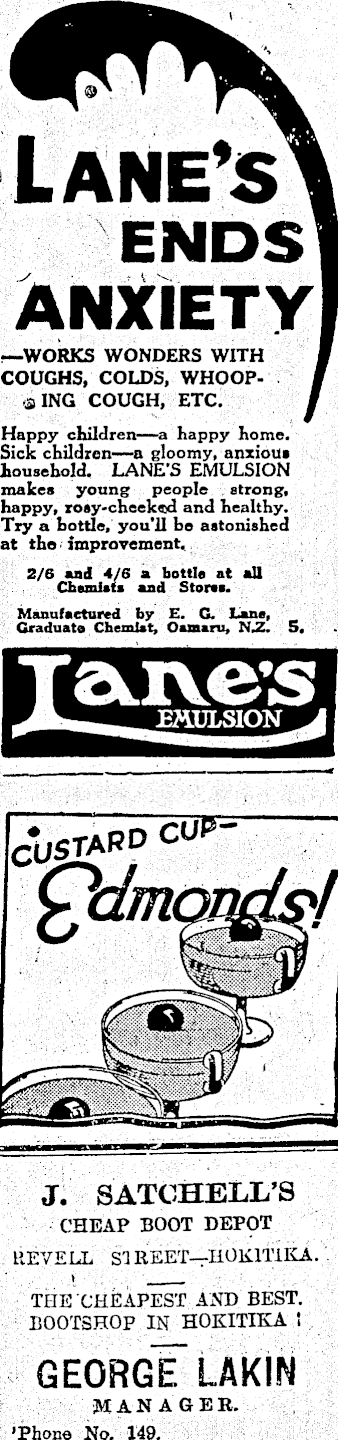 LANE'S
ENDS
ANXIETY
—WORKS WONDERS WITH
COUGHS, COLDS, WHOOP-
ING COUGH, ETC.
Happy children—a happy home.
Sick children—a gloomy, anxious
household. LANE'S EMULSION
makes young people strong,
happy, rosy-cheeked and healthy.
Try a bottle, you'll be astonished
at the improvement.
2/6 and 4/6 a bottle at all
Chemists and Stores.
Manufactured by E. G. Lane,
Graduate Chemist, Oamaru, N.Z. 5.
Lane's
EMULSION
CUSTARD CUP—
Edmonds!
J. SATCHELL'S
CHEAP BOOT DEPOT
REVELL STREET—HOKITIKA.
THE CHEAPEST AND BEST.
BOOTSHOP IN HOKITIKA !
GEORGE LAKIN
MANAGER.
'Phone No. 149.